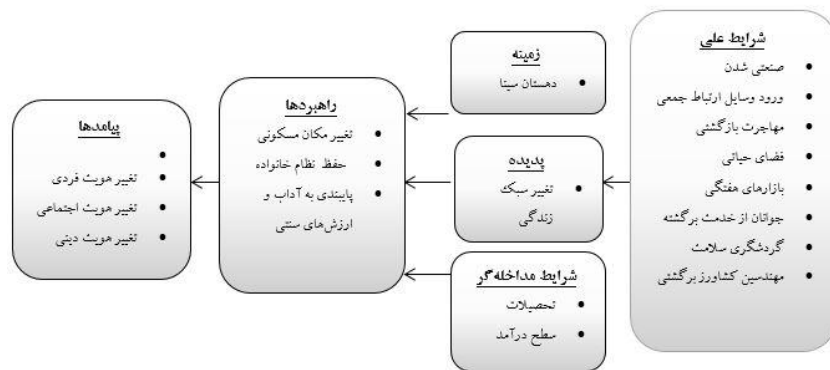 شرایط علی
• صنعتی شدن
• ورود وسایل ارتباط جمعی
• مهاجرت بازگشتی
• فضای حیاتی
• بازارهای هفتگی
• جوانان از خدمت برگشته
• گردشگری سلامت
• مهندسین کشاورز برگشتی
زمینه
• دهستان سیتا
پدیده
• تغییر سبک
زندگی
شرایط مداخله‌گر
• تحصیلات
• سطح درآمد
راهبردها
• تغییر مکان مسکونی
• حفظ نظام خانواده
• پایبندی به آداب و
ارزش‌های سنتی
پیامدها
•
• تغییر هویت فردی
• تغییر هویت اجتماعی
• تغییر هویت دینی